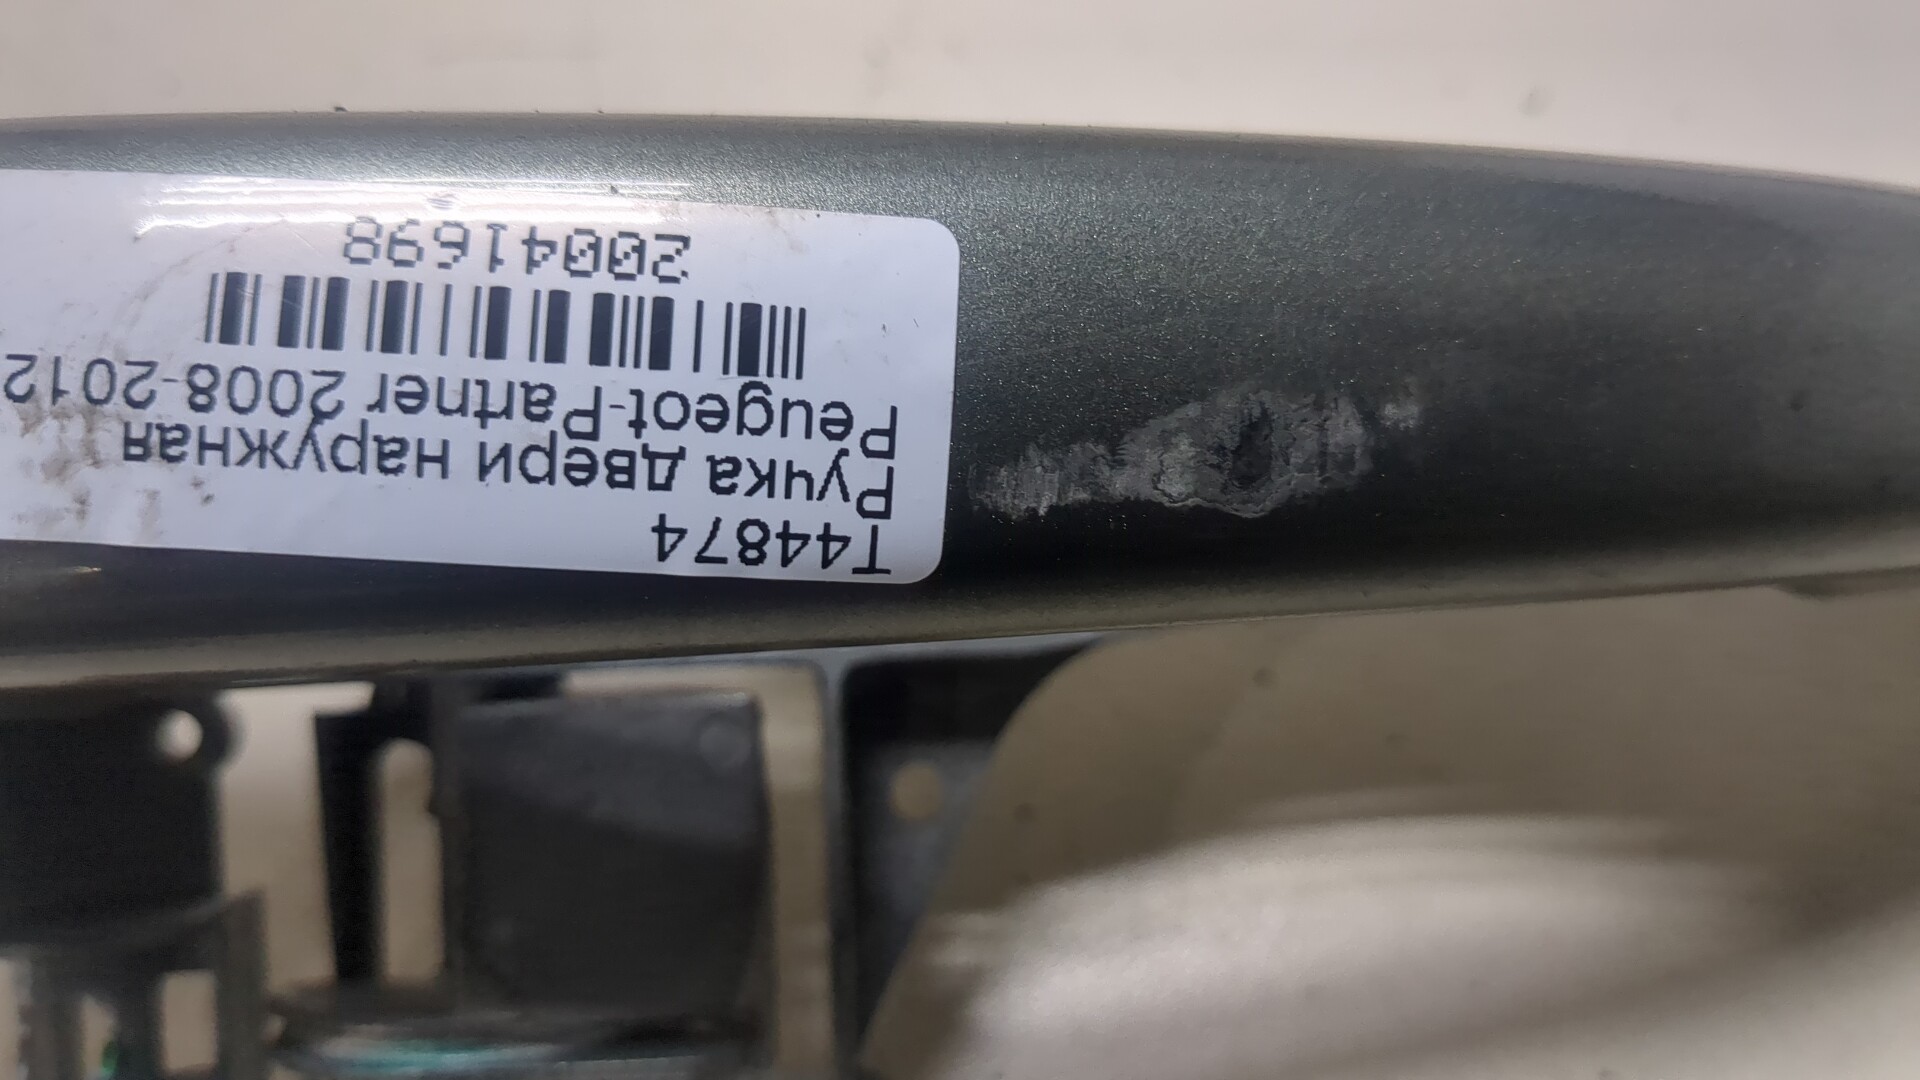 T44874
Ручка двери наружная
Peugeot-Partner 2008-2012
20041698